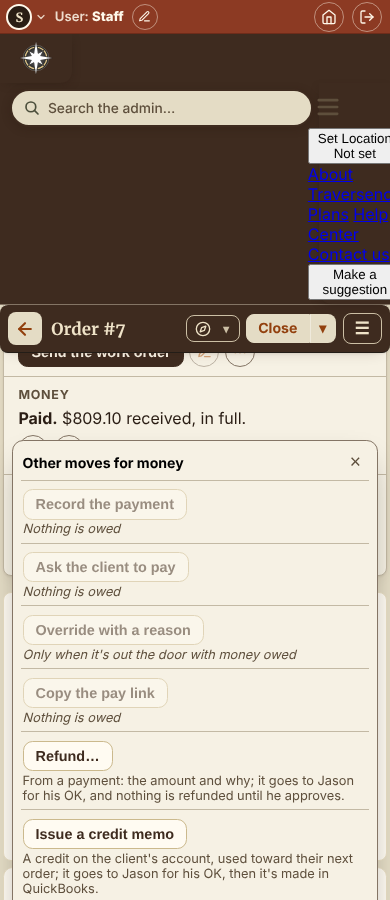 S
User: Staff
Search the admin...
Set Location
Not set
About
Traversend
Plans Help
Center
Contact us
Make a
suggestion
Order #7
Close
Send the work order
MONEY
Paid. $809.10 received, in full.
Other moves for money
Record the payment
Nothing is owed
Ask the client to pay
Nothing is owed
Override with a reason
Only when it's out the door with money owed
Copy the pay link
Nothing is owed
Refund...
From a payment: the amount and why; it goes to Jason
for his OK, and nothing is refunded until he approves.
Issue a credit memo
A credit on the client's account, used toward their next
order; it goes to Jason for his OK, then it's made in
QuickBooks.